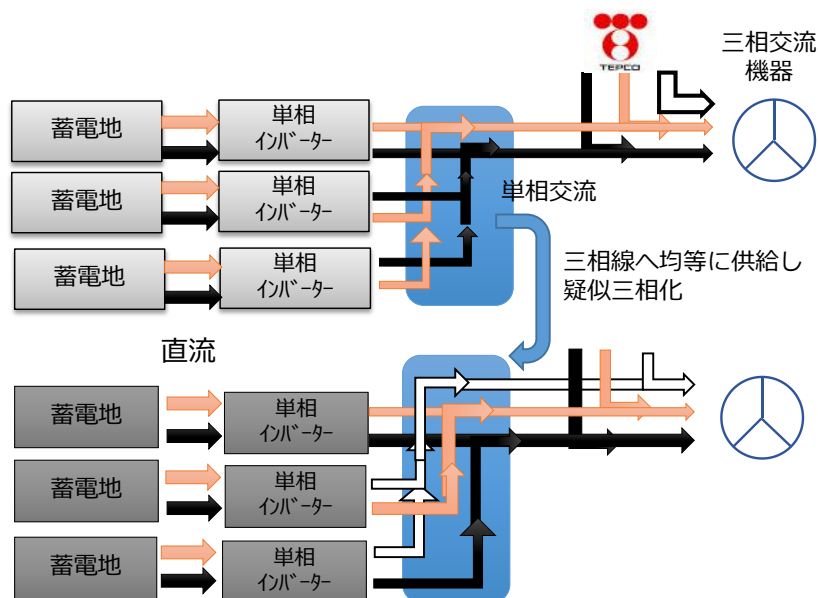 TEPCO
三相交流
機器
蓄電地
単相
ｲﾝﾊﾞｰﾀｰ
蓄電地
単相
ｲﾝﾊﾞｰﾀｰ
単相交流
蓄電地
単相
ｲﾝﾊﾞｰﾀｰ
三相線へ均等に供給し
疑似三相化
直流
蓄電地
単相
ｲﾝﾊﾞｰﾀｰ
蓄電地
単相
ｲﾝﾊﾞｰﾀｰ
蓄電地
単相
ｲﾝﾊﾞｰﾀｰ